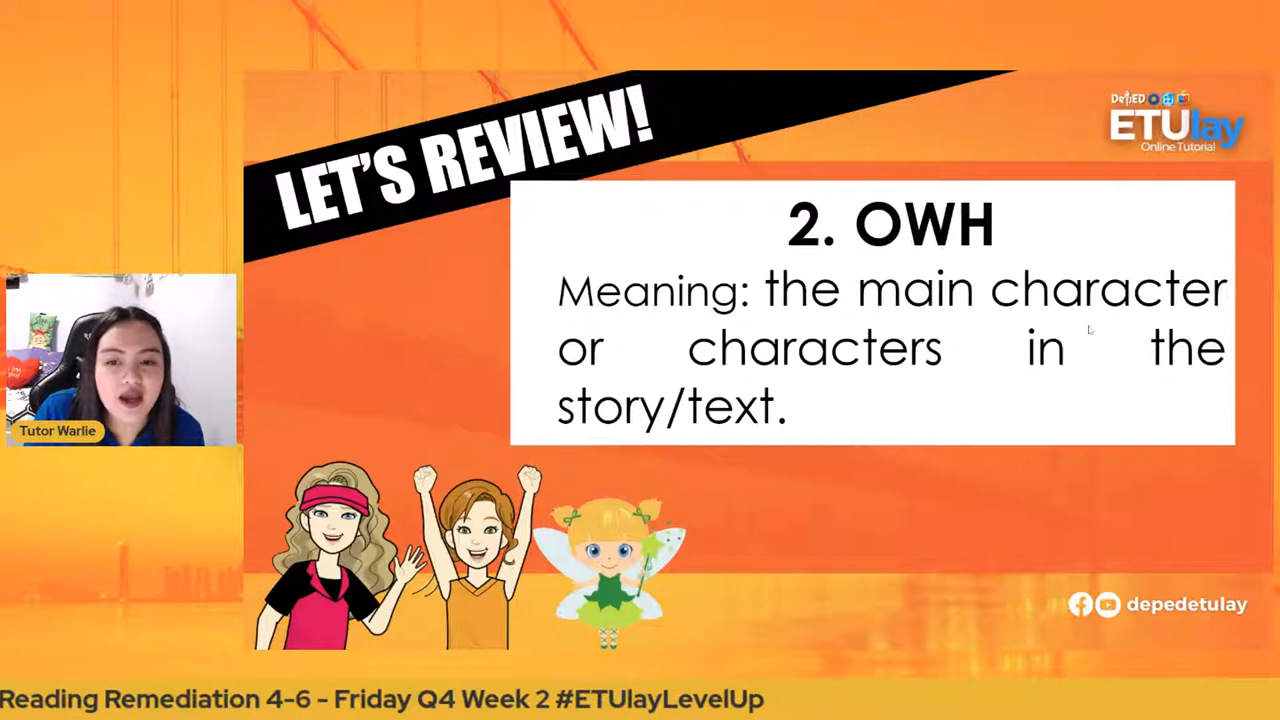 LET'S REVIEW!
DepED
ETUlay
Online Tutorial
2. OWH
Meaning: the main character
or characters in the
story/text.
Tutor Warlie
depedetulay
Reading Remediation 4-6 - Friday Q4 Week 2 #ETUlayLevelUp